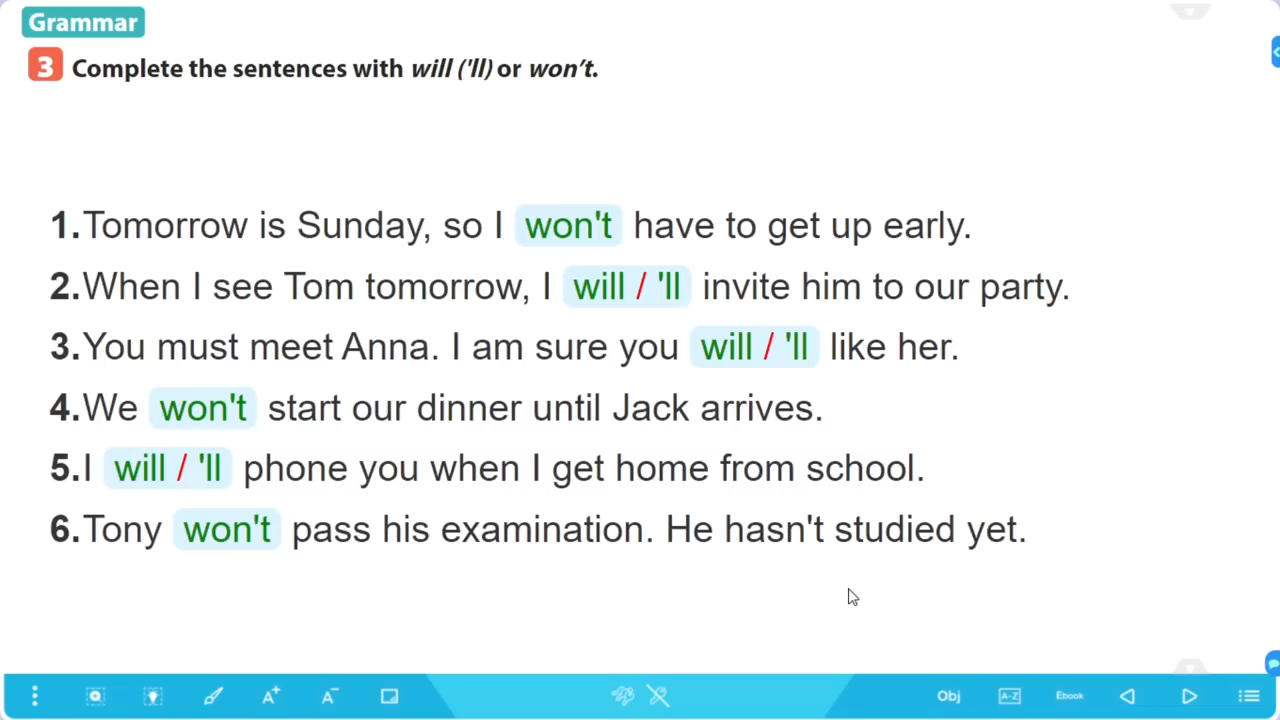 Grammar
3 Complete the sentences with will ('ll) or won't.
1.Tomorrow is Sunday, so I won't have to get up early.
2.When I see Tom tomorrow, I will / 'll invite him to our party.
3.You must meet Anna. I am sure you will / 'll like her.
4.We won't start our dinner until Jack arrives.
5.I will / 'll phone you when I get home from school.
6.Tony won't pass his examination. He hasn't studied yet.
A+ A- Obj A-Z Ebook